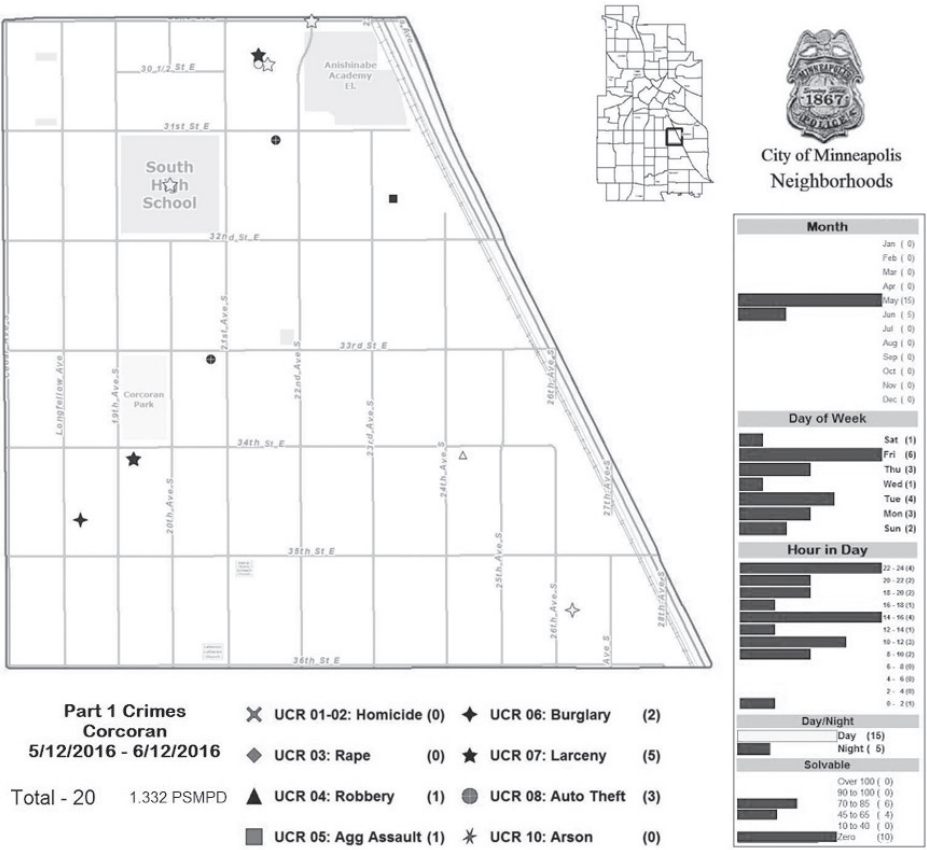 30 1/2 St E
Anishinabe
Academy
El.
31st St E
South
High
School
32nd St E
21st Ave S
33rd St E
Longfellow Ave
19th Ave S
22nd Ave S
23rd Ave S
26th Ave S
Corcoran
Park
34th St E
24th Ave S
20th Ave S
27th Ave S
35th St E
25th Ave S
26th Ave S
28th Ave S
Ave S
36th St E
MINNEAPOLIS
1867
POLICE
City of Minneapolis
Neighborhoods
Month
Jan ( 0)
Feb ( 0)
Mar ( 0)
Apr ( 0)
May (15)
Jun ( 5)
Jul ( 0)
Aug ( 0)
Sep ( 0)
Oct ( 0)
Nov ( 0)
Dec ( 0)
Day of Week
Sat (1)
Fri (6)
Thu (3)
Wed (1)
Tue (4)
Mon (3)
Sun (2)
Hour in Day
22 - 24 (4)
20 - 22 (2)
18 - 20 (2)
16 - 18 (1)
14 - 16 (4)
12 - 14 (1)
10 - 12 (3)
8 - 10 (2)
6 - 8 (0)
4 - 6 (0)
2 - 4 (0)
0 - 2 (1)
Day/Night
Day (15)
Night ( 5)
Solvable
Over 100 ( 0)
90 to 100 ( 0)
70 to 85 ( 6)
45 to 65 ( 4)
10 to 40 ( 0)
Zero (10)
Part 1 Crimes
Corcoran
5/12/2016 - 6/12/2016
Total - 20 1.332 PSMPD
UCR 01-02: Homicide (0)
UCR 03: Rape (0)
UCR 04: Robbery (1)
UCR 05: Agg Assault (1)
UCR 06: Burglary (2)
UCR 07: Larceny (5)
UCR 08: Auto Theft (3)
UCR 10: Arson (0)